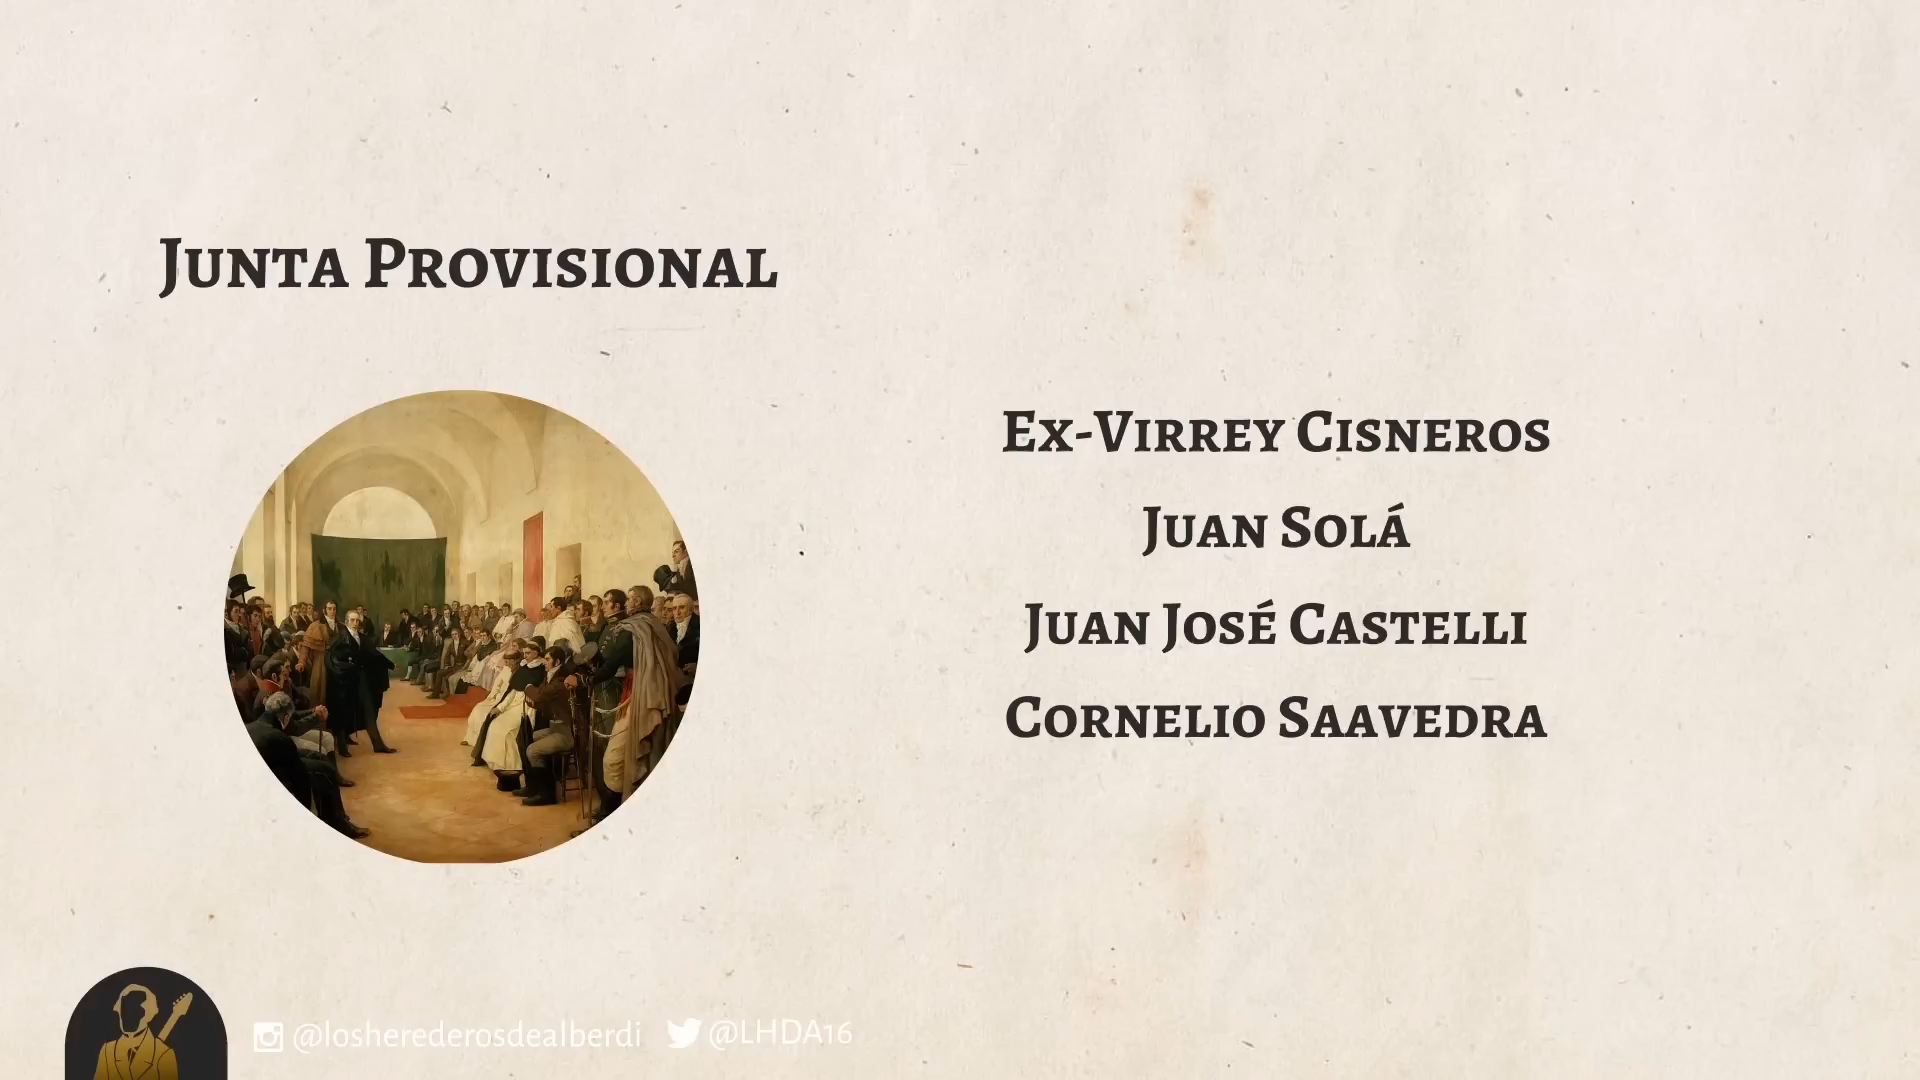 Junta Provisional
Ex-Virrey Cisneros
Juan Solá
Juan José Castelli
Cornelio Saavedra
@losherederosdealberdi @LHDA16